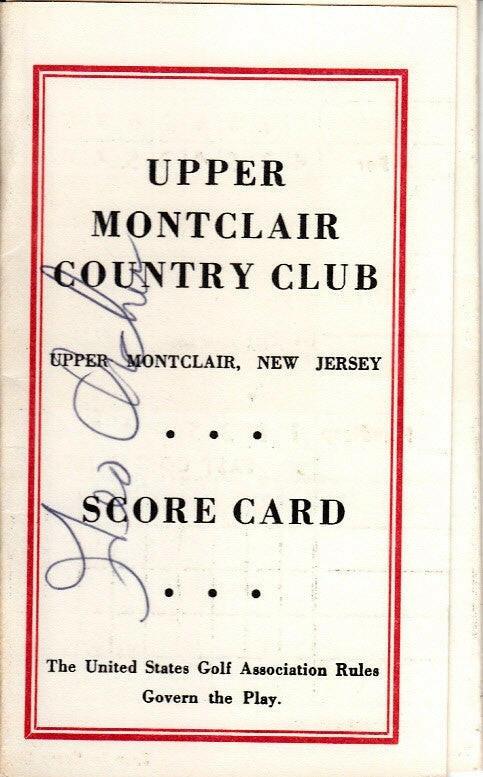 UPPER
MONTCLAIR
COUNTRY CLUB
UPPER MONTCLAIR, NEW JERSEY
• • •
SCORE CARD
• • •
The United States Golf Association Rules
Govern the Play.